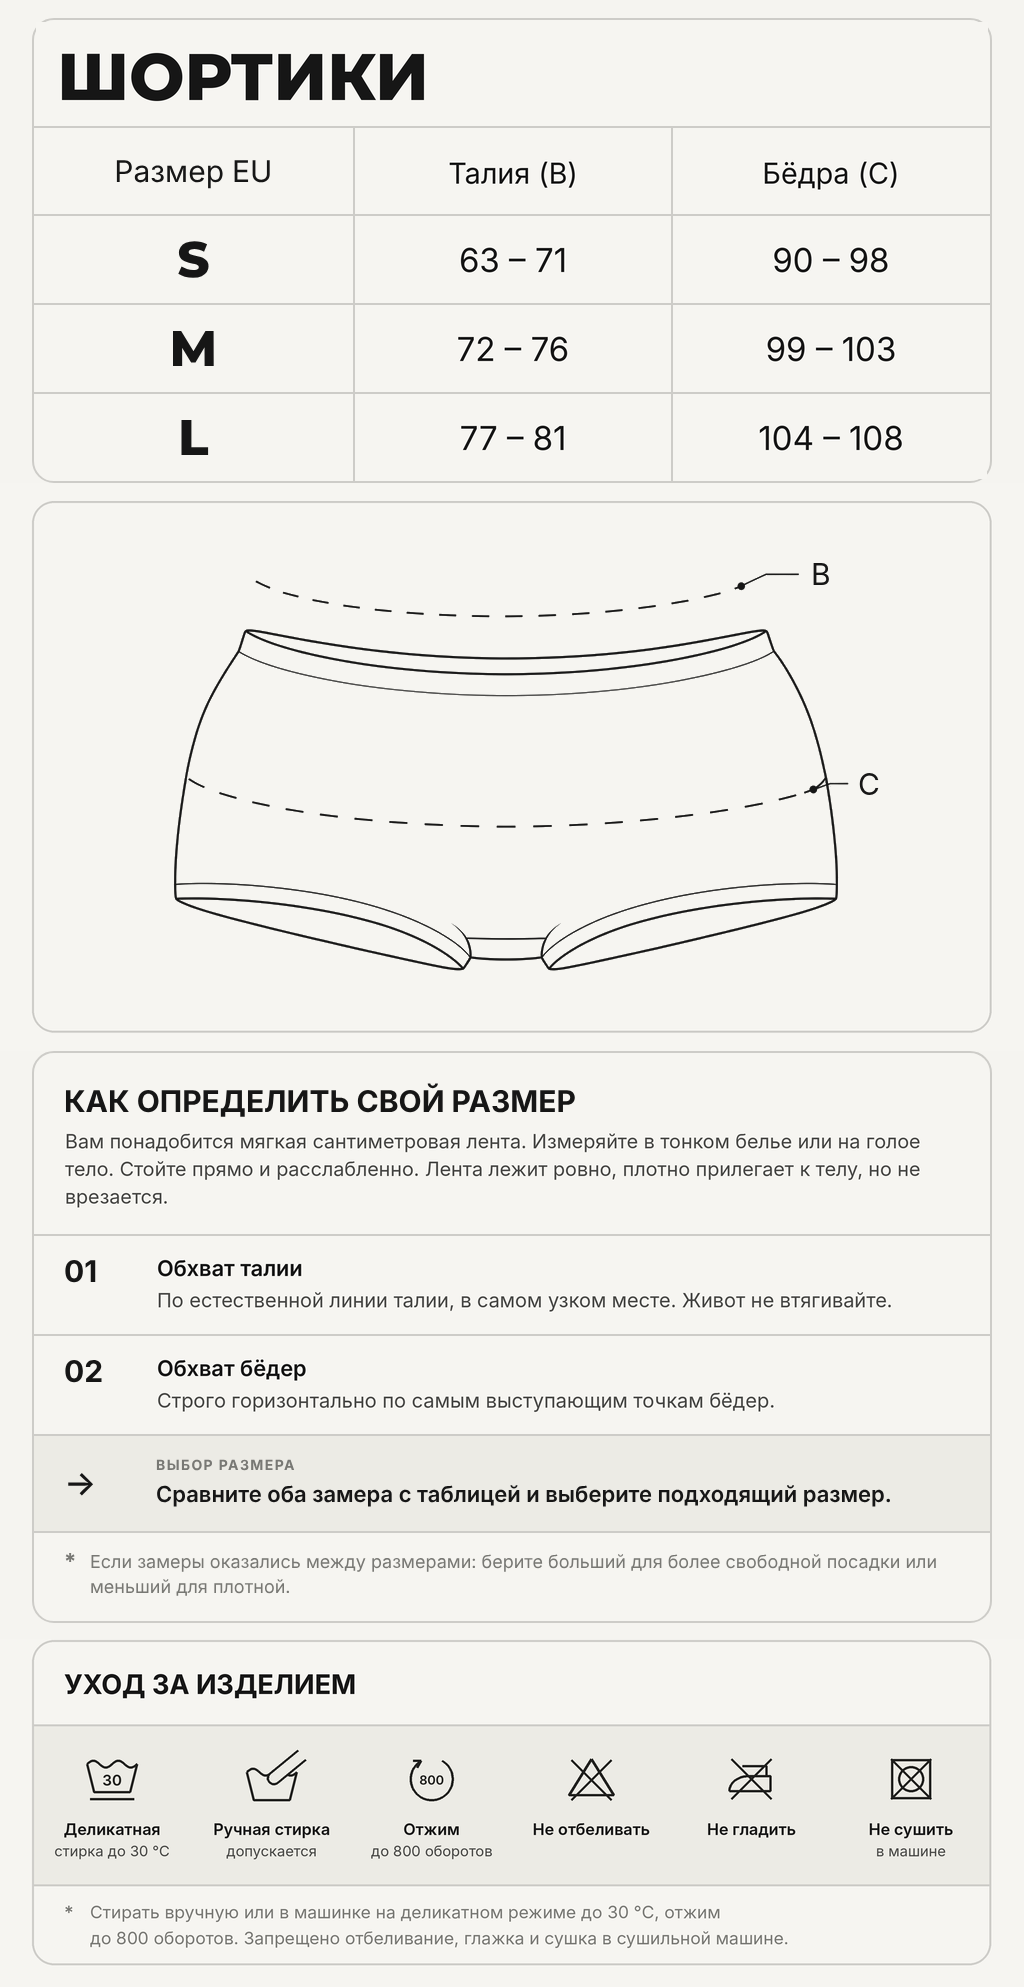 ШОРТИКИ
Размер EU Талия (B) Бёдра (C)
S 63 – 71 90 – 98
M 72 – 76 99 – 103
L 77 – 81 104 – 108
B
C
КАК ОПРЕДЕЛИТЬ СВОЙ РАЗМЕР
Вам понадобится мягкая сантиметровая лента. Измеряйте в тонком белье или на голое
тело. Стойте прямо и расслабленно. Лента лежит ровно, плотно прилегает к телу, но не
врезается.
01 Обхват талии
По естественной линии талии, в самом узком месте. Живот не втягивайте.
02 Обхват бёдер
Строго горизонтально по самым выступающим точкам бёдер.
ВЫБОР РАЗМЕРА
→ Сравните оба замера с таблицей и выберите подходящий размер.
* Если замеры оказались между размерами: берите больший для более свободной посадки или
меньший для плотной.
УХОД ЗА ИЗДЕЛИЕМ
30 800
Деликатная Ручная стирка Отжим Не отбеливать Не гладить Не сушить
стирка до 30 °C допускается до 800 оборотов в машине
* Стирать вручную или в машинке на деликатном режиме до 30 °C, отжим
до 800 оборотов. Запрещено отбеливание, глажка и сушка в сушильной машине.